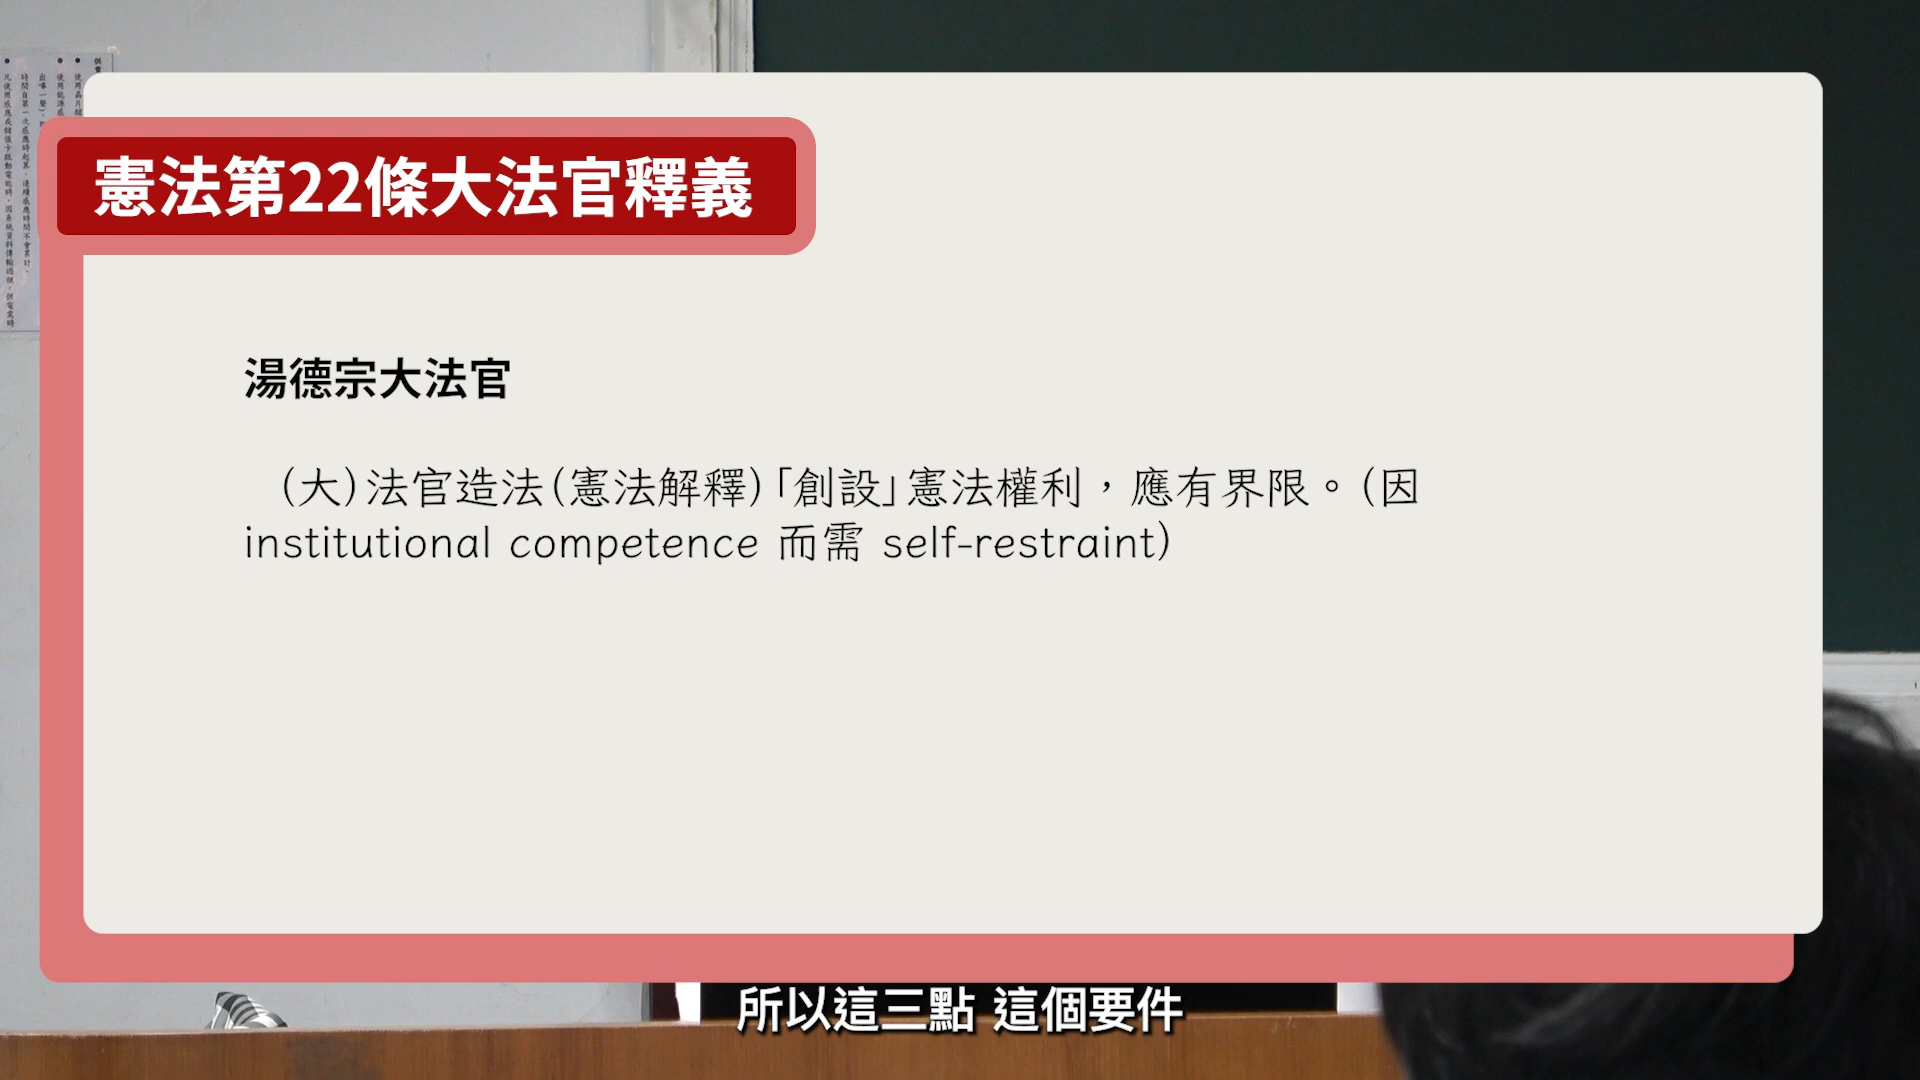 憲法第22條大法官釋義
湯德宗大法官
(大)法官造法(憲法解釋)「創設」憲法權利，應有界限。(因
institutional competence 而需 self-restraint)
所以這三點 這個要件